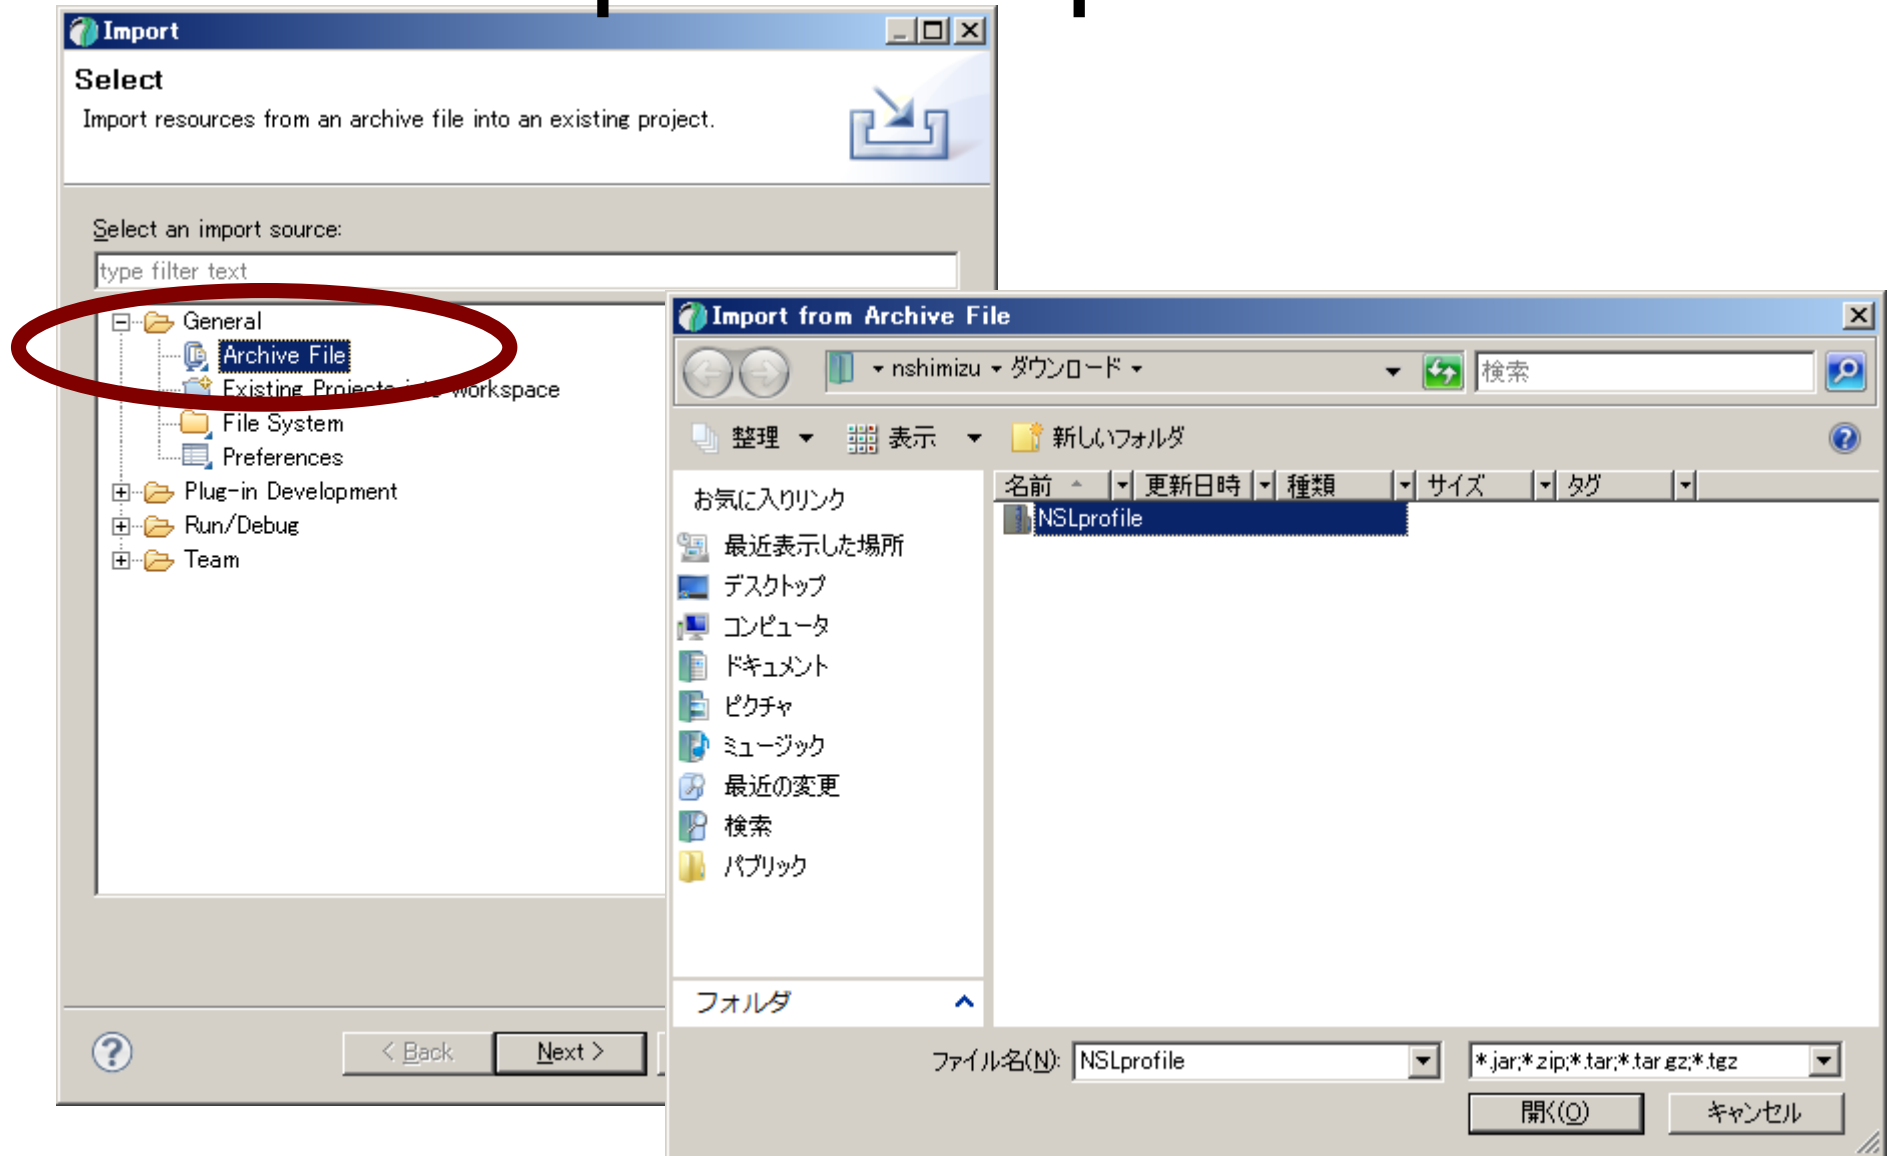 Import
Select
Import resources from an archive file into an existing project.
Select an import source:
type filter text
General
Archive File
Existing Projects into Workspace
File System
Preferences
Plug-in Development
Run/Debug
Team
< Back
Next >
Import from Archive File
nshimizu ダウンロード
検索
整理 表示 新しいフォルダ
お気に入りリンク
最近表示した場所
デスクトップ
コンピュータ
ドキュメント
ピクチャ
ミュージック
最近の変更
検索
パブリック
フォルダ
名前 更新日時 種類 サイズ タグ
NSLprofile
ファイル名(N): NSLprofile
*.jar;*.zip;*.tar;*.tar.gz;*.tgz
開く(O) キャンセル